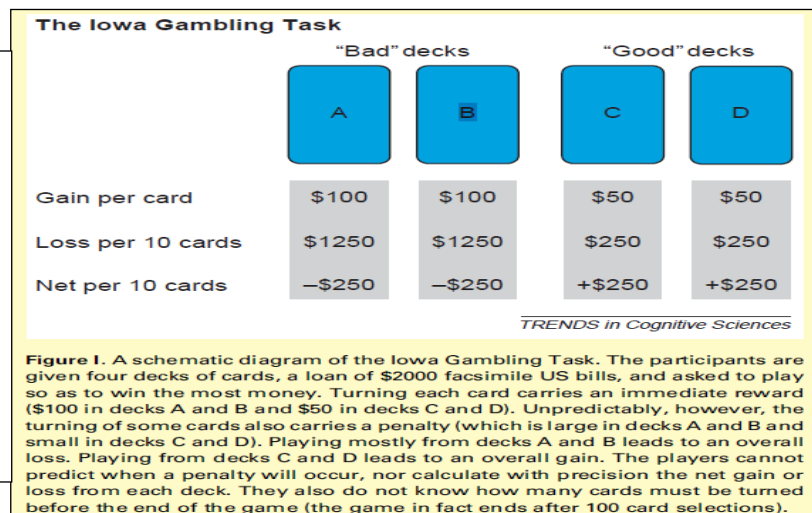 The Iowa Gambling Task
“Bad” decks “Good” decks
A B C D
Gain per card $100 $100 $50 $50
Loss per 10 cards $1250 $1250 $250 $250
Net per 10 cards –$250 –$250 +$250 +$250
TRENDS in Cognitive Sciences
Figure I. A schematic diagram of the Iowa Gambling Task. The participants are
given four decks of cards, a loan of $2000 facsimile US bills, and asked to play
so as to win the most money. Turning each card carries an immediate reward
($100 in decks A and B and $50 in decks C and D). Unpredictably, however, the
turning of some cards also carries a penalty (which is large in decks A and B and
small in decks C and D). Playing mostly from decks A and B leads to an overall
loss. Playing from decks C and D leads to an overall gain. The players cannot
predict when a penalty will occur, nor calculate with precision the net gain or
loss from each deck. They also do not know how many cards must be turned
before the end of the game (the game in fact ends after 100 card selections).